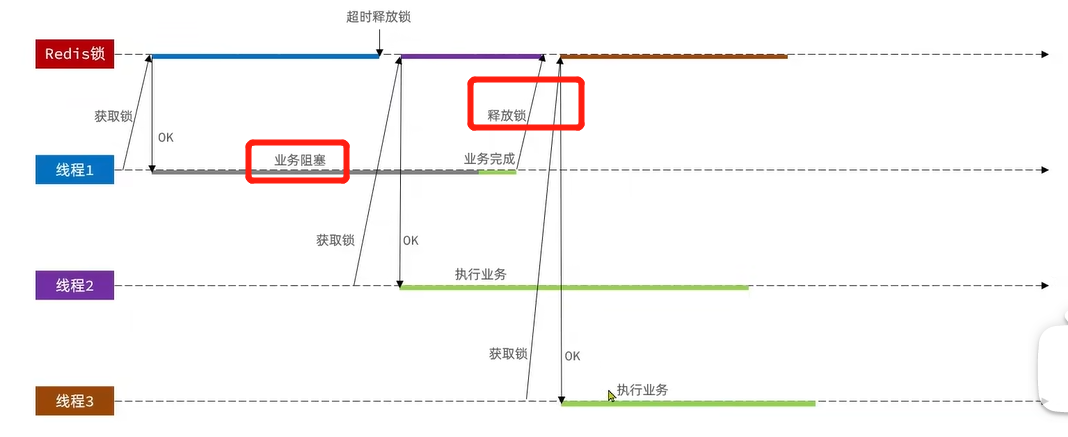 超时释放锁
Redis锁
获取锁
OK
释放锁
线程1
业务阻塞
业务完成
获取锁
OK
线程2
执行业务
获取锁
OK
线程3
执行业务